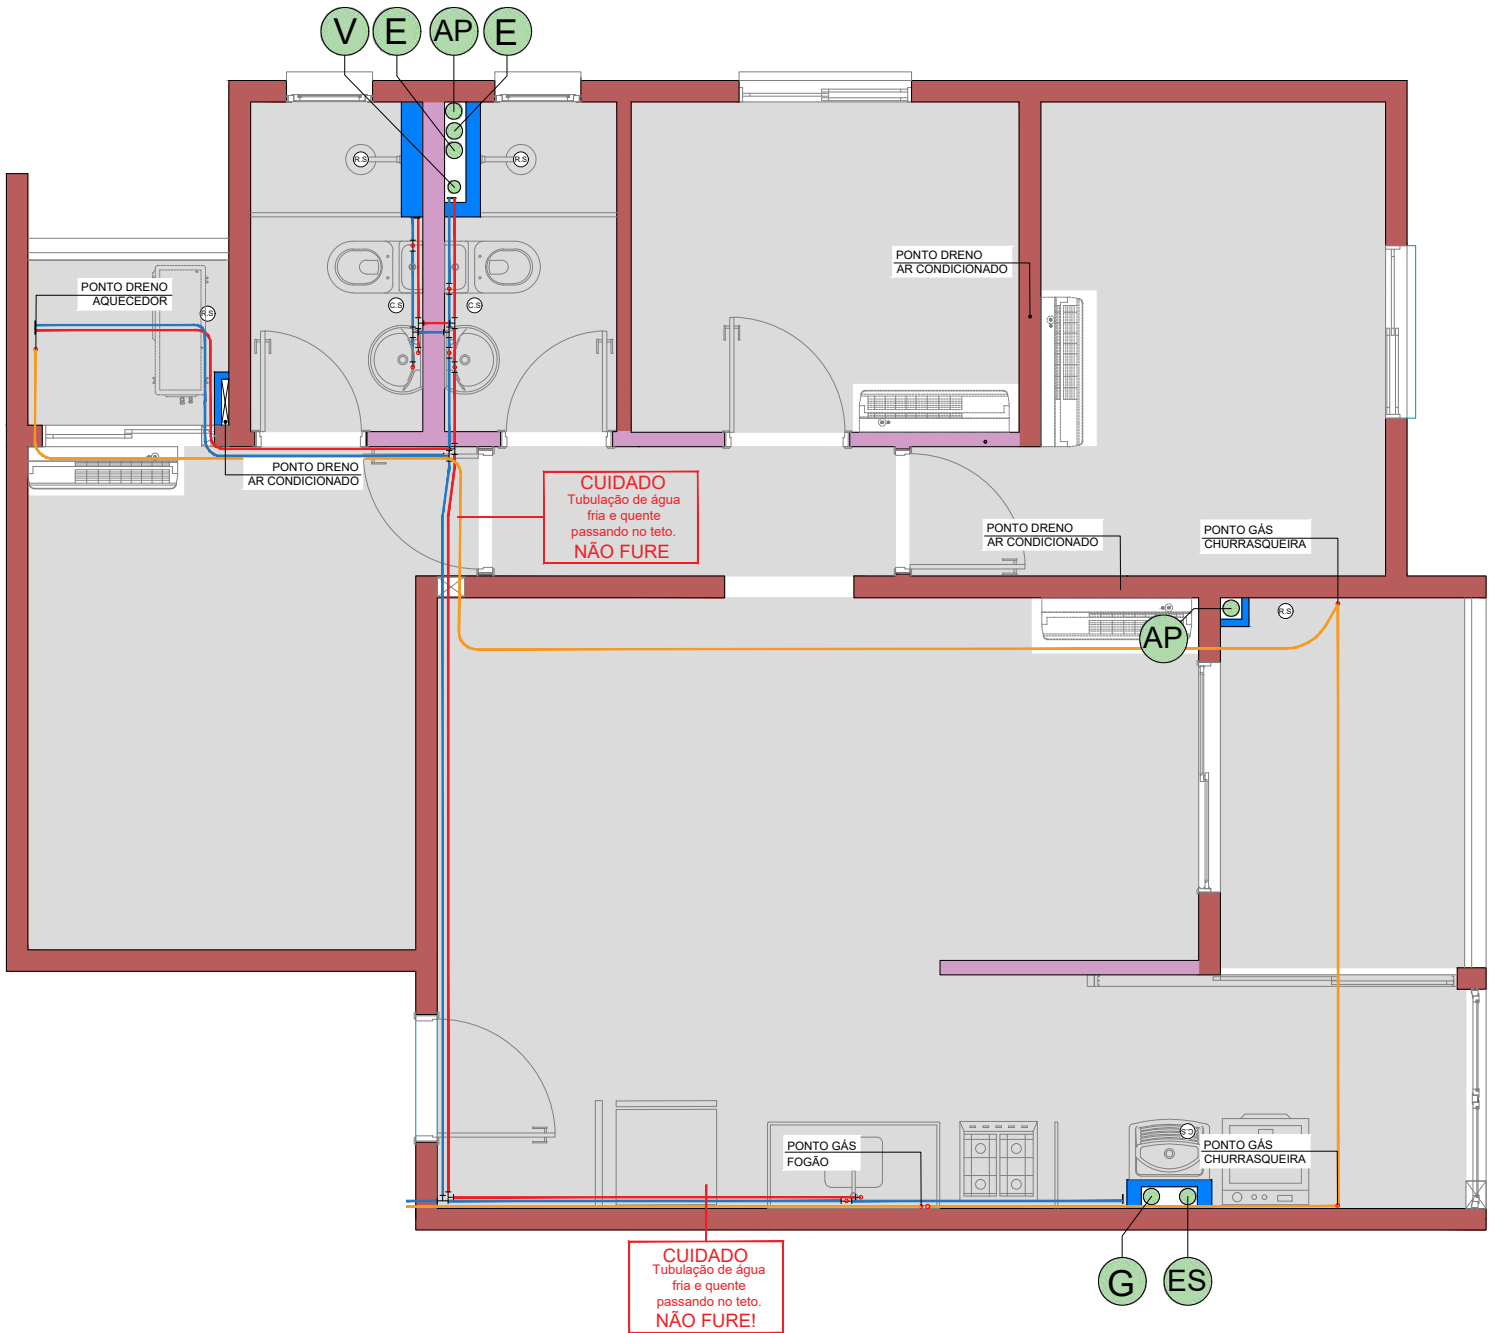 V
E
AP
E
R.S
R.S
PONTO DRENO
AR CONDICIONADO
PONTO DRENO
AQUECEDOR
R.S
C.S
C.S
PONTO DRENO
AR CONDICIONADO
CUIDADO
Tubulação de água
fria e quente
passando no teto.
NÃO FURE
PONTO DRENO
AR CONDICIONADO
PONTO GÁS
CHURRASQUEIRA
R.S
AP
PONTO GÁS
FOGÃO
C.S
PONTO GÁS
CHURRASQUEIRA
CUIDADO
Tubulação de água
fria e quente
passando no teto.
NÃO FURE!
G
ES